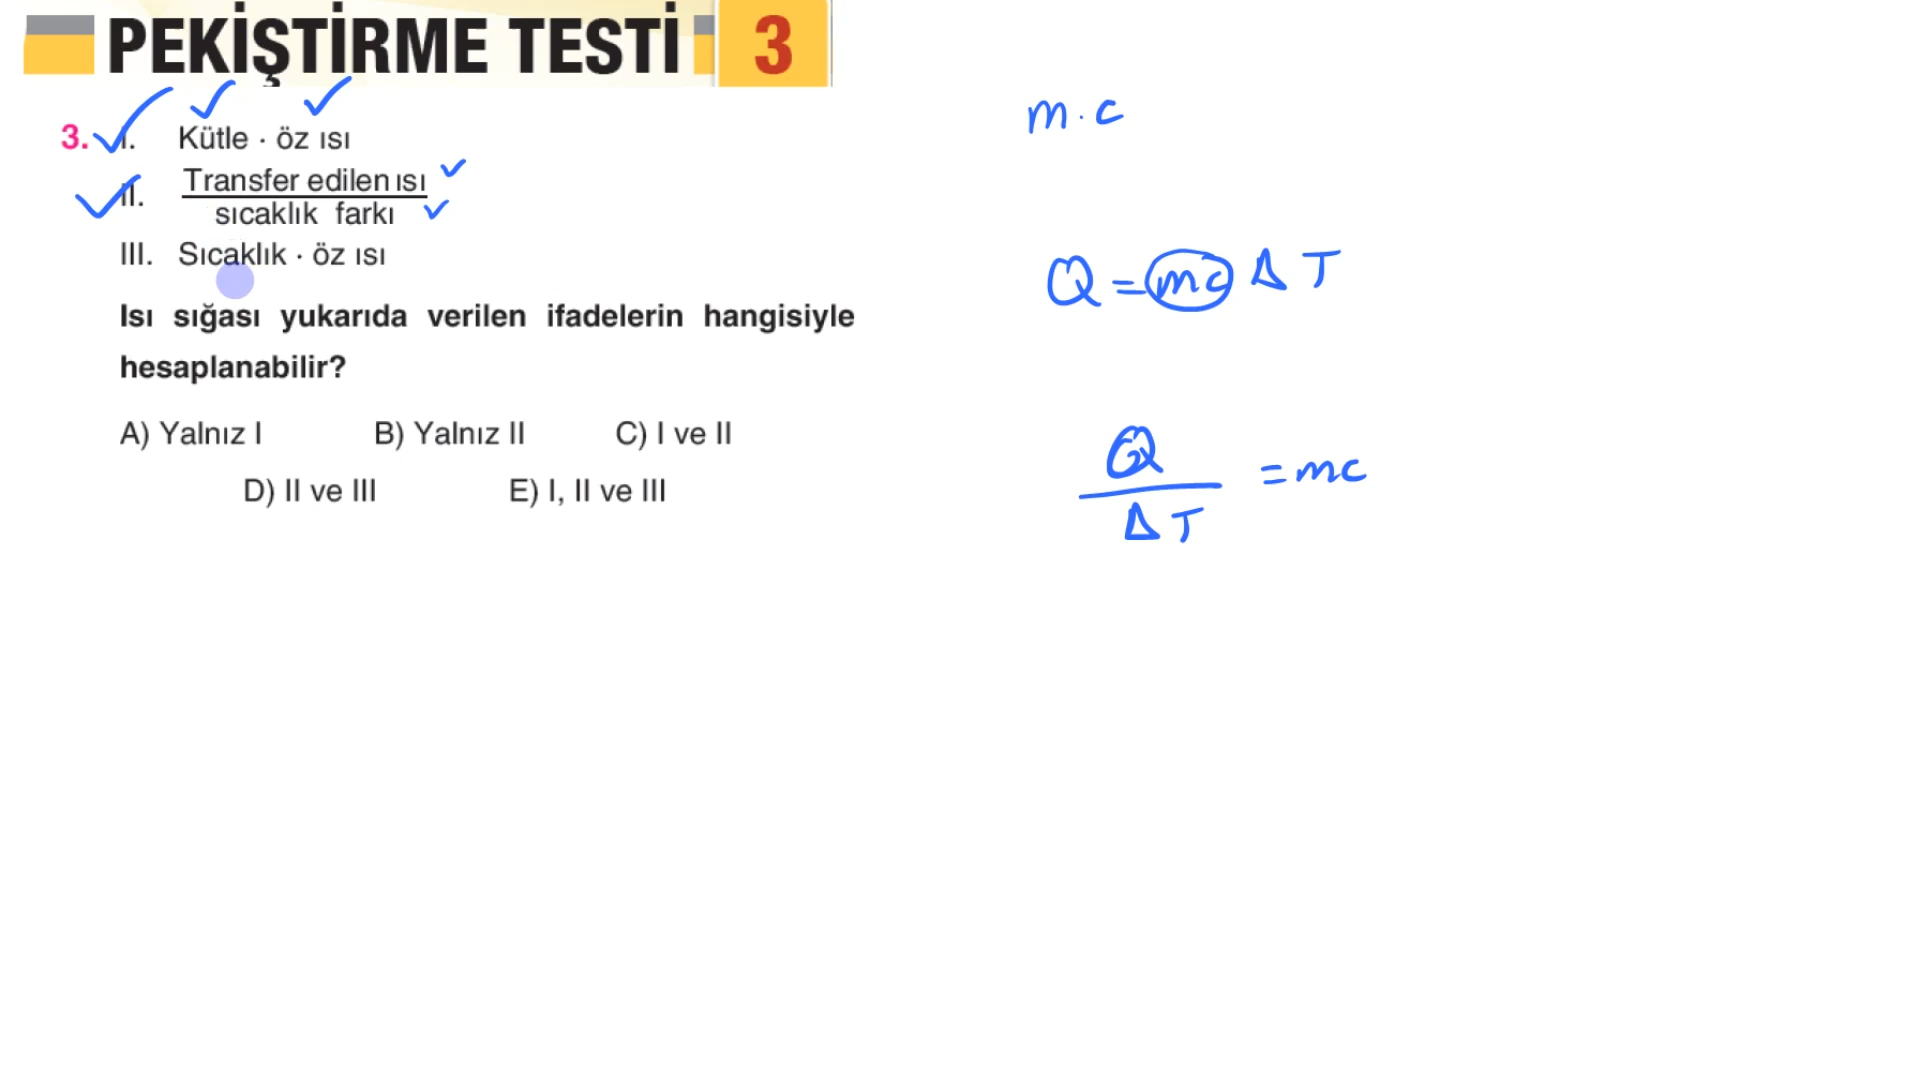 PEKİŞTİRME TESTİ 3
3. I. Kütle · öz ısı
II. Transfer edilen ısı
sıcaklık farkı
III. Sıcaklık · öz ısı
Isı sığası yukarıda verilen ifadelerin hangisiyle
hesaplanabilir?
A) Yalnız I B) Yalnız II C) I ve II
D) II ve III E) I, II ve III
m · c
Q = mc Δ T
Q
Δ T
= mc